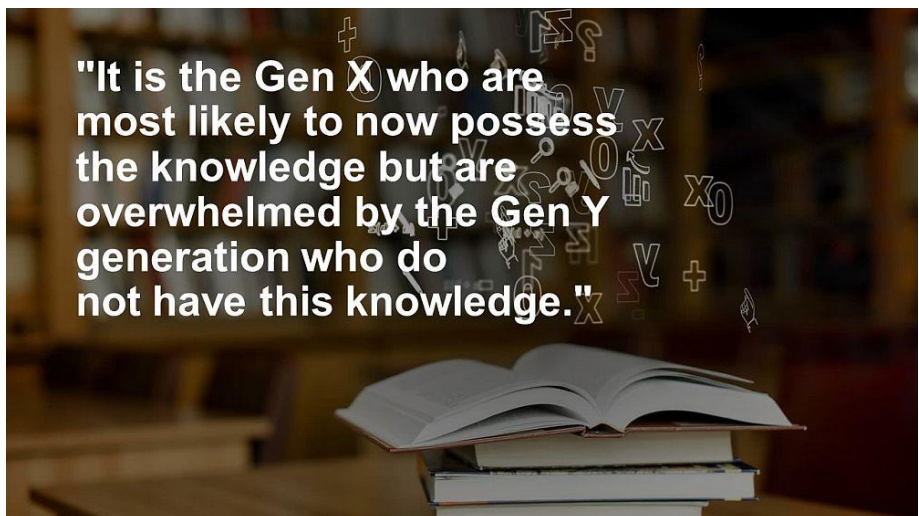 "It is the Gen X who are
most likely to now possess
the knowledge but are
overwhelmed by the Gen Y
generation who do
not have this knowledge."